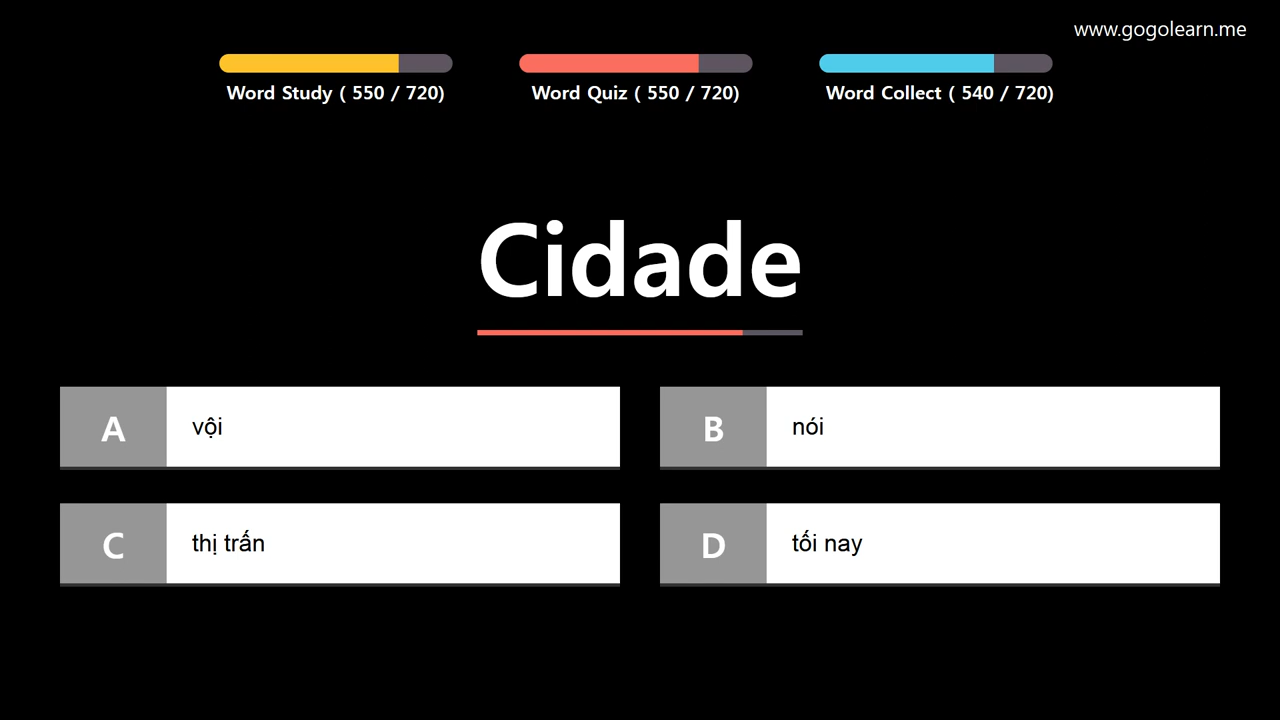 www.gogolearn.me
Word Study ( 550 / 720)
Word Quiz ( 550 / 720)
Word Collect ( 540 / 720)
Cidade
A
vội
B
nói
C
thị trấn
D
tối nay